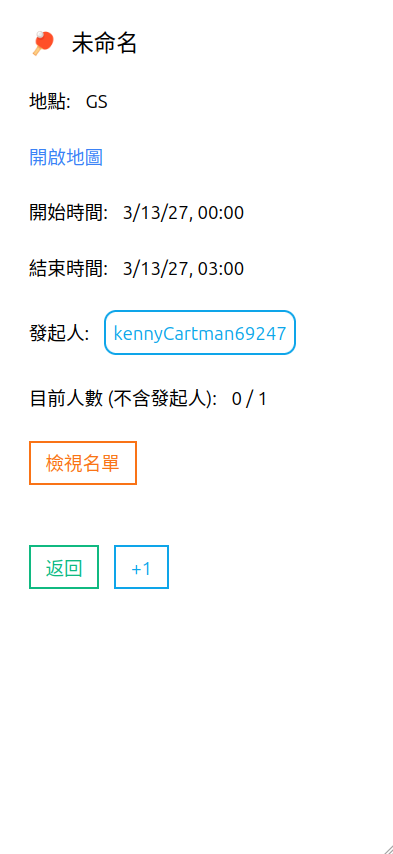 未命名
地點: GS
開啟地圖
開始時間: 3/13/27, 00:00
結束時間: 3/13/27, 03:00
發起人: kennyCartman69247
目前人數 (不含發起人): 0 / 1
檢視名單
返回 +1